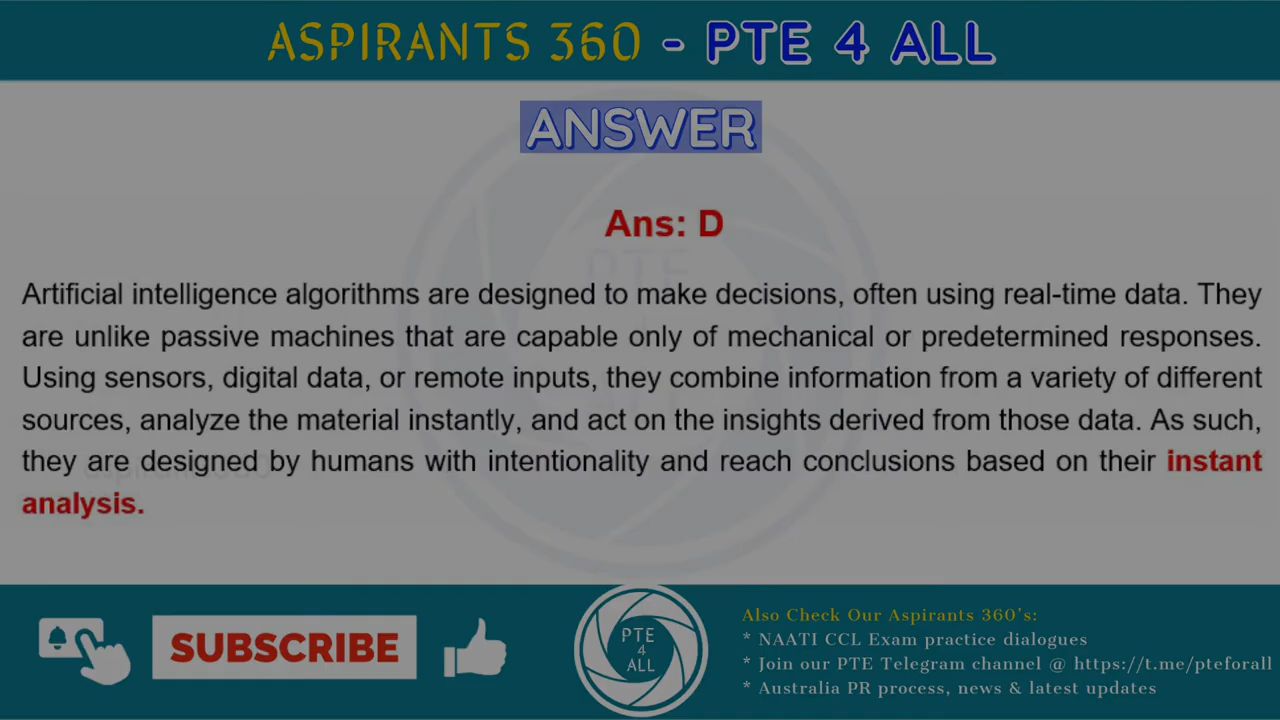 ASPIRANTS 360 - PTE 4 ALL
ANSWER
Ans: D
Artificial intelligence algorithms are designed to make decisions, often using real-time data. They
are unlike passive machines that are capable only of mechanical or predetermined responses.
Using sensors, digital data, or remote inputs, they combine information from a variety of different
sources, analyze the material instantly, and act on the insights derived from those data. As such,
they are designed by humans with intentionality and reach conclusions based on their instant
analysis.
SUBSCRIBE
PTE
4
ALL
Also Check Our Aspirants 360's:
* NAATI CCL Exam practice dialogues
* Join our PTE Telegram channel @ https://t.me/pteforall
* Australia PR process, news & latest updates